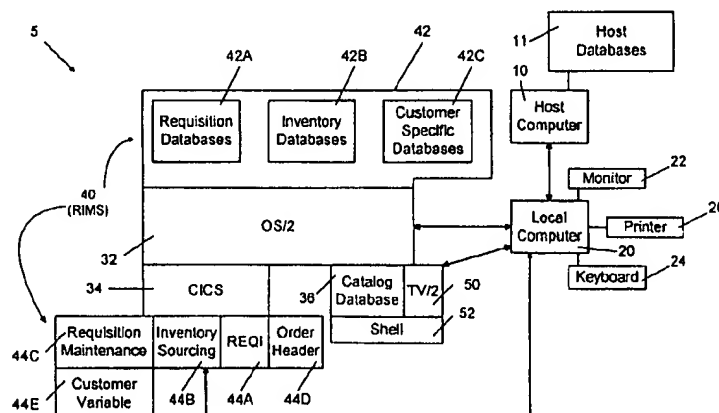 5
42A
42B
42
42C
11
Host
Databases
10
Host
Computer
Requisition
Databases
Inventory
Databases
Customer
Specific
Databases
22
Monitor
40
(RIMS)
OS/2
Local
Computer
Printer
26
20
32
Keyboard
24
34
CICS
36
Catalog
Database
TV/2
50
Shell
52
44C
Requlsition
Maintenance
Inventory
Sourcing
REQI
Order
Header
44E
Customer
Variable
44B
44A
44D